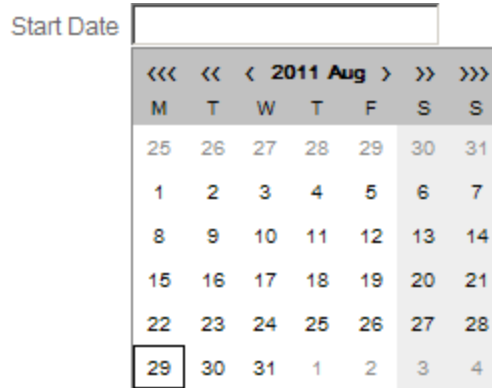 Start Date
<<< << < 2011 Aug > >> >>>
M T W T F S S
25 26 27 28 29 30 31
1 2 3 4 5 6 7
8 9 10 11 12 13 14
15 16 17 18 19 20 21
22 23 24 25 26 27 28
29 30 31 1 2 3 4